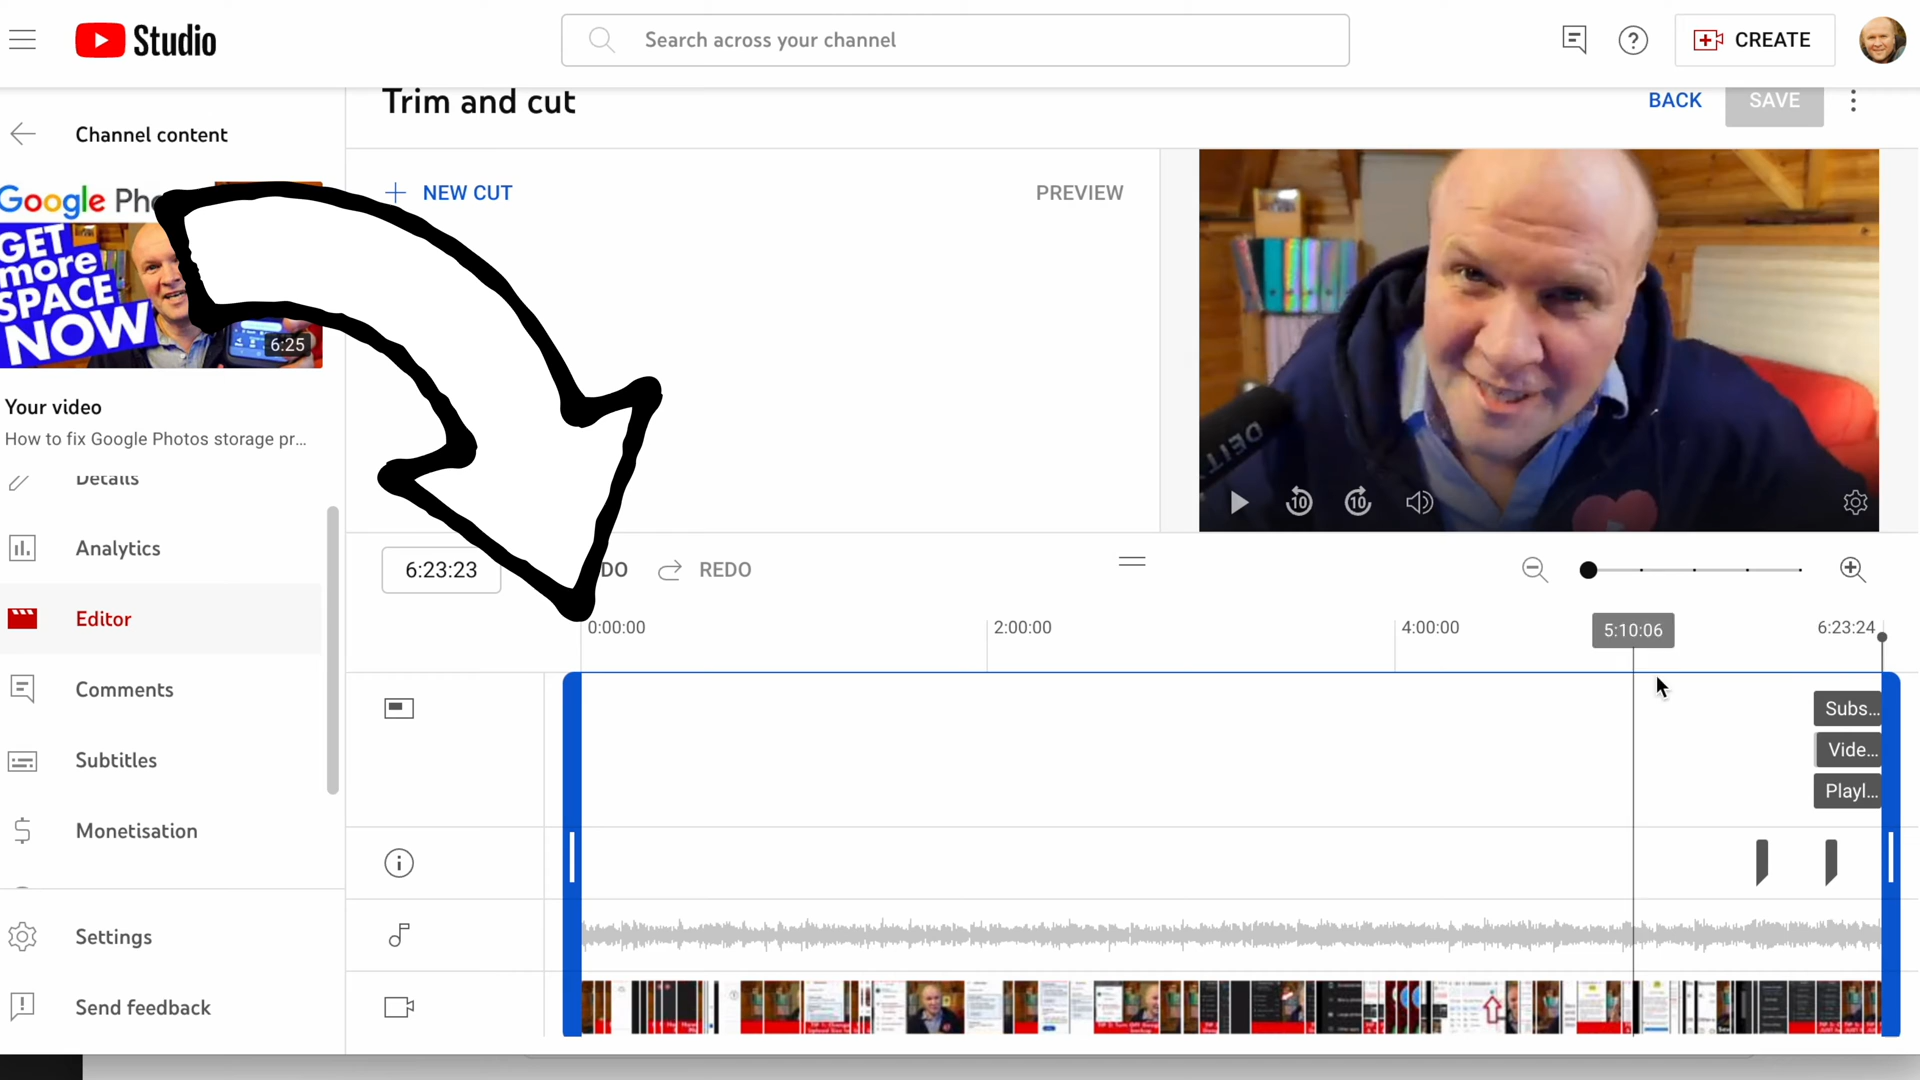 Studio
Search across your channel
CREATE
Channel content
Trim and cut
BACK
SAVE
NEW CUT
PREVIEW
Google Pho
GET
more
SPACE
NOW
6:25
Your video
How to fix Google Photos storage pr...
Details
Analytics
Editor
Comments
Subtitles
Monetisation
Settings
Send feedback
10
10
6:23:23
DO
REDO
0:00:00
2:00:00
4:00:00
5:10:06
6:23:24
Subs...
Vide...
Playl...